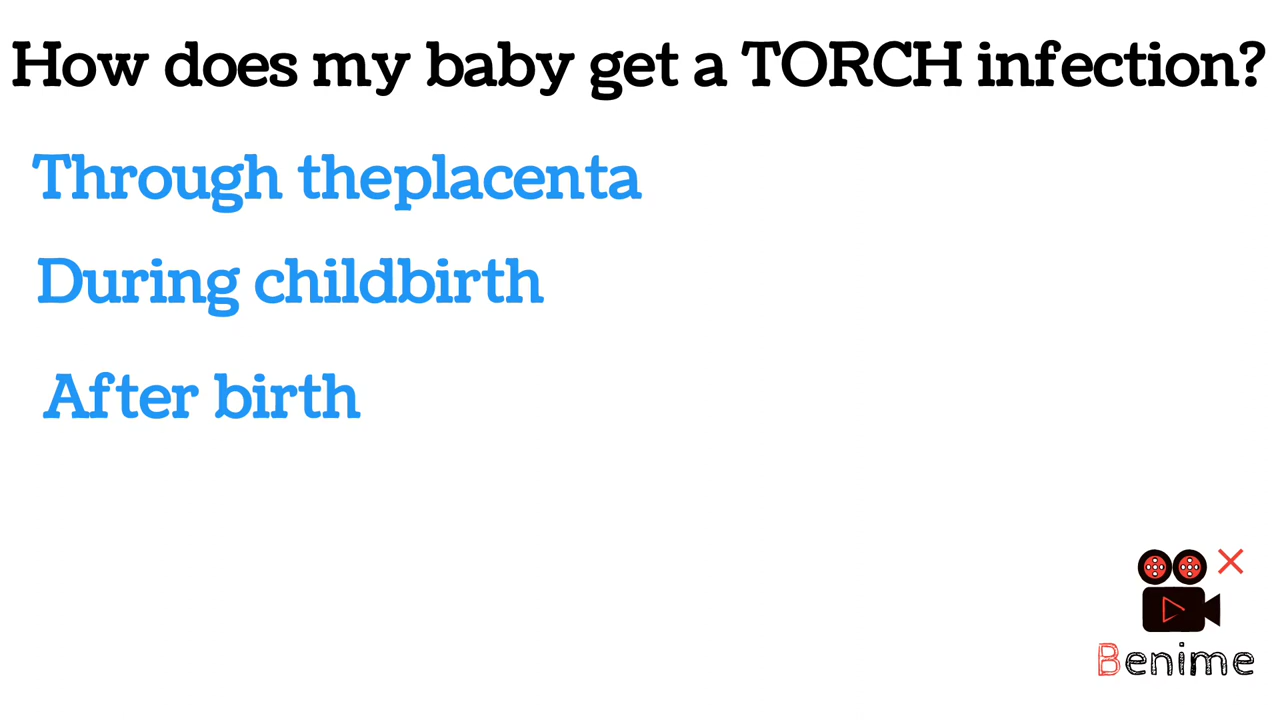 How does my baby get a TORCH infection?
Through theplacenta
During childbirth
After birth
Benime